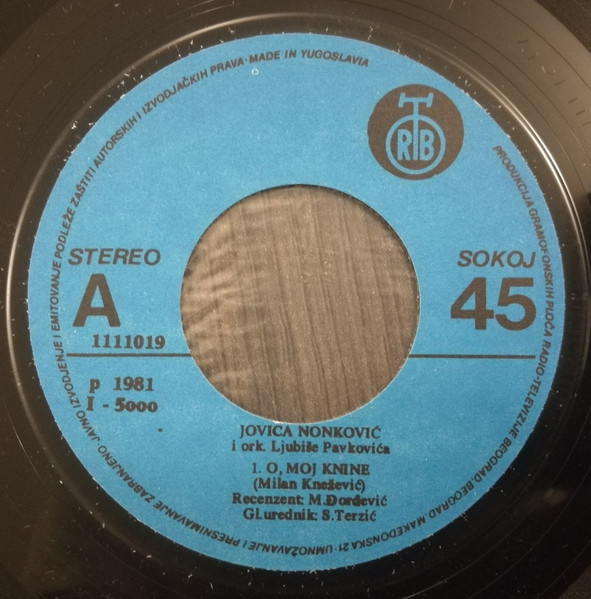 UMNOŽAVANJE I PRESNIMAVANJE ZABRANJENO JAVNO IZVODJENJE I EMITOVANJE PODLEŽE ZAŠTITI AUTORSKIH I IZVODJAČKIH PRAVA·MADE IN YUGOSLAVIA
PRODUKCIJA GRAMOFONSKIH PLOČA RADIO-TELEVIZIJE BEOGRAD, BEOGRAD, MAKEDONSKA 21·
RTB
STEREO
SOKOJ
A
45
1111019
p 1981
I - 5000
JOVICA NONKOVIĆ
i ork. Ljubiše Pavkovića
1. O, MOJ KNINE
(Milan Knežević)
Recenzent: M.Đorđević
Gl.urednik: S.Terzić